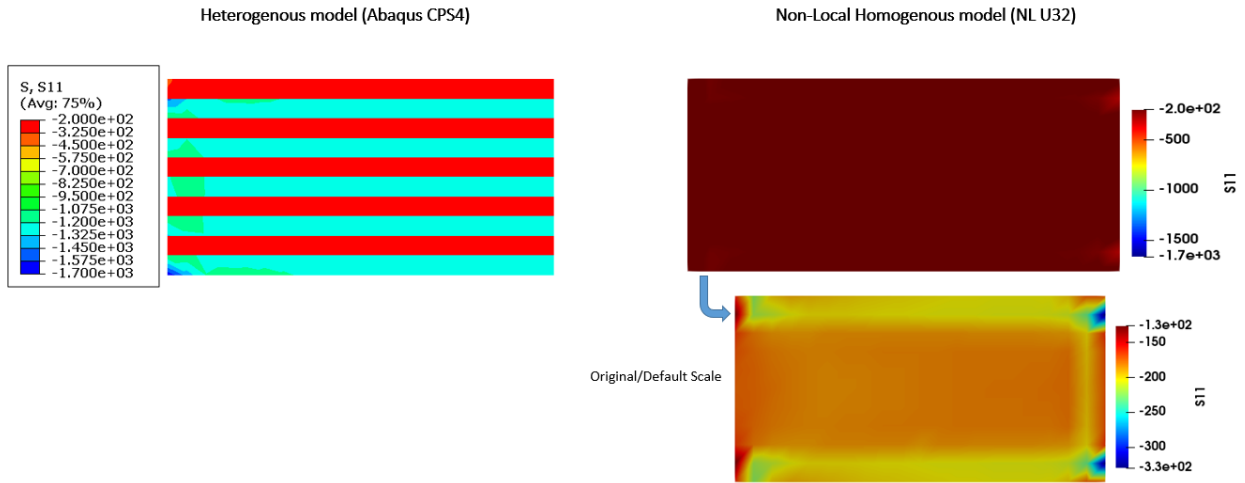 Heterogenous model (Abaqus CPS4)
Non-Local Homogenous model (NL U32)
S, S11
(Avg: 75%)
-2.000e+02
-3.250e+02
-4.500e+02
-5.750e+02
-7.000e+02
-8.250e+02
-9.500e+02
-1.075e+03
-1.200e+03
-1.325e+03
-1.450e+03
-1.575e+03
-1.700e+03
-2.0e+02
-500
-1000
-1500
-1.7e+03
S11
Original/Default Scale
-1.3e+02
-150
-200
-250
-300
-3.3e+02
S11